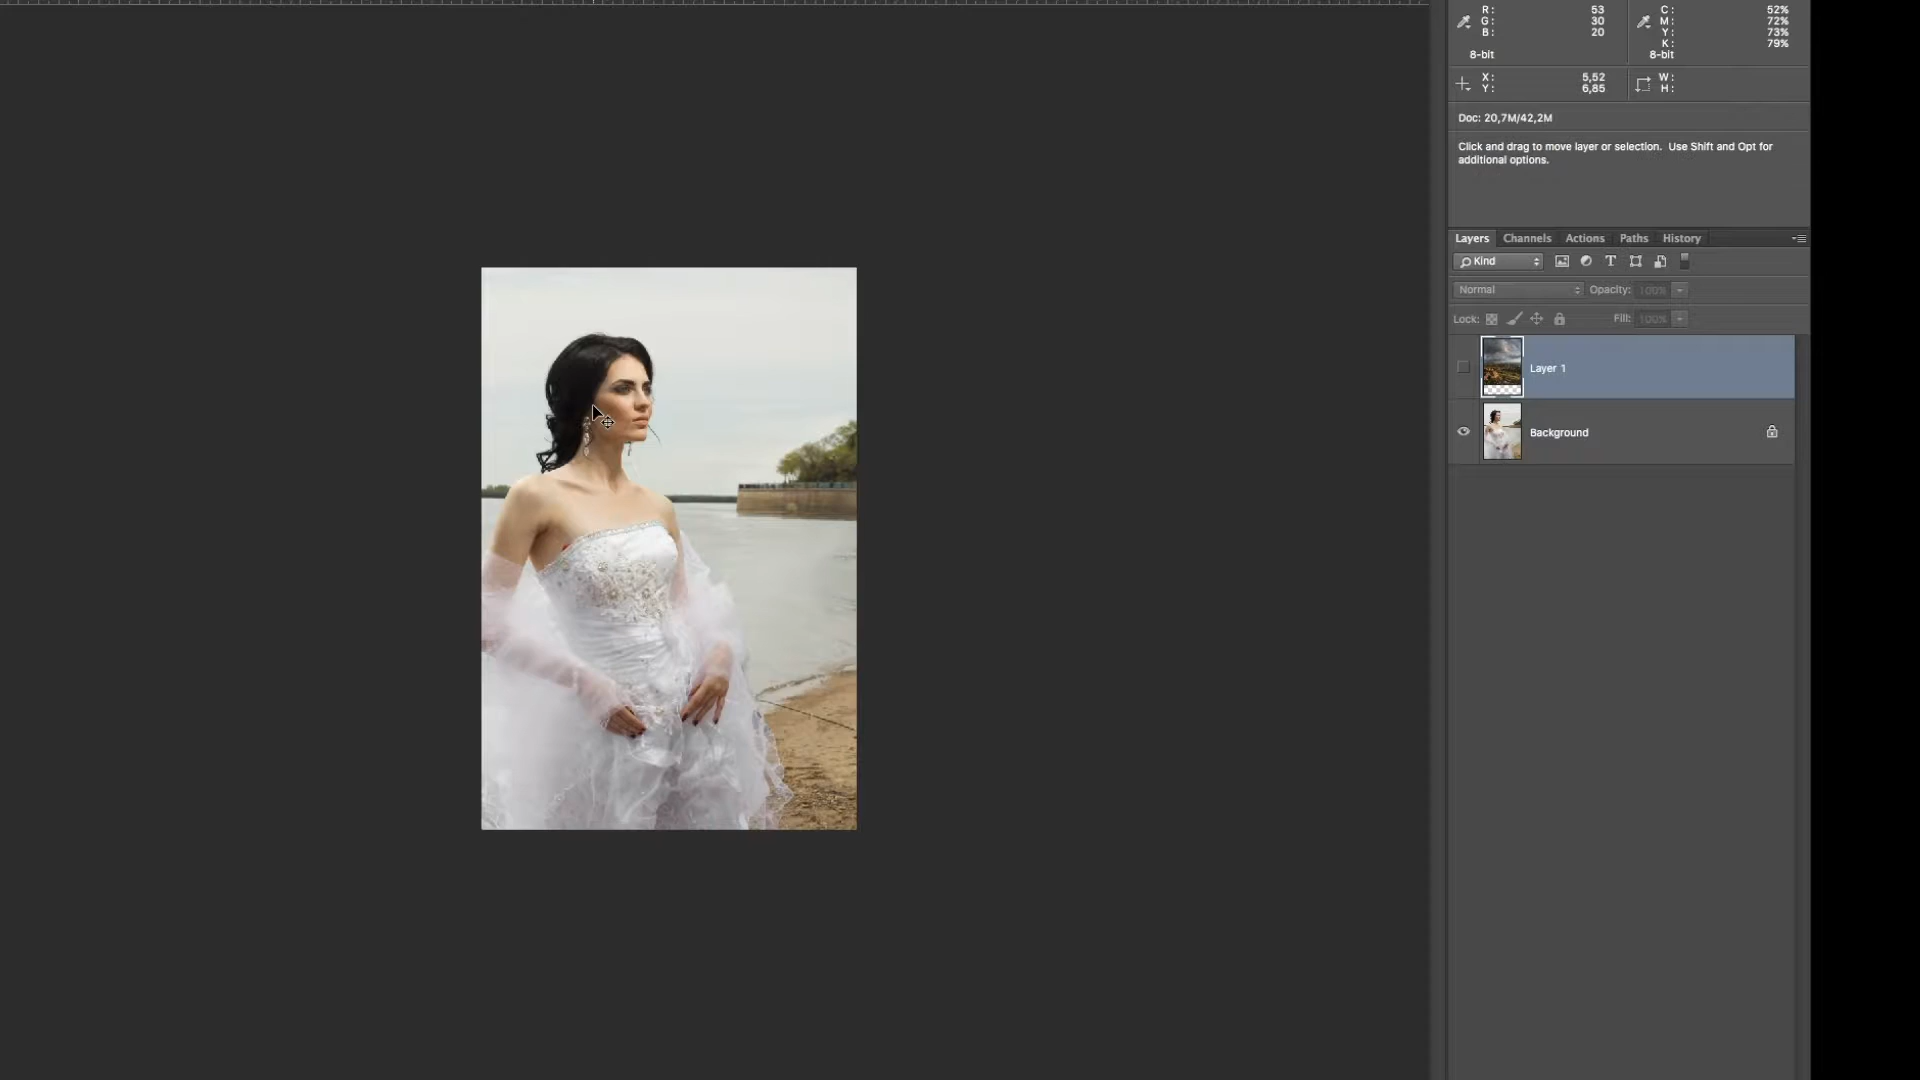 R: 53 C: 52%
G: 30 M: 72%
B: 20 Y: 73%
K: 79%
8-bit 8-bit
X: 5,52 W:
Y: 6,85 H:
Doc: 20,7M/42,2M
Click and drag to move layer or selection. Use Shift and Opt for
additional options.
Layers Channels Actions Paths History
Kind
Normal Opacity: 100%
Lock: Fill: 100%
Layer 1
Background